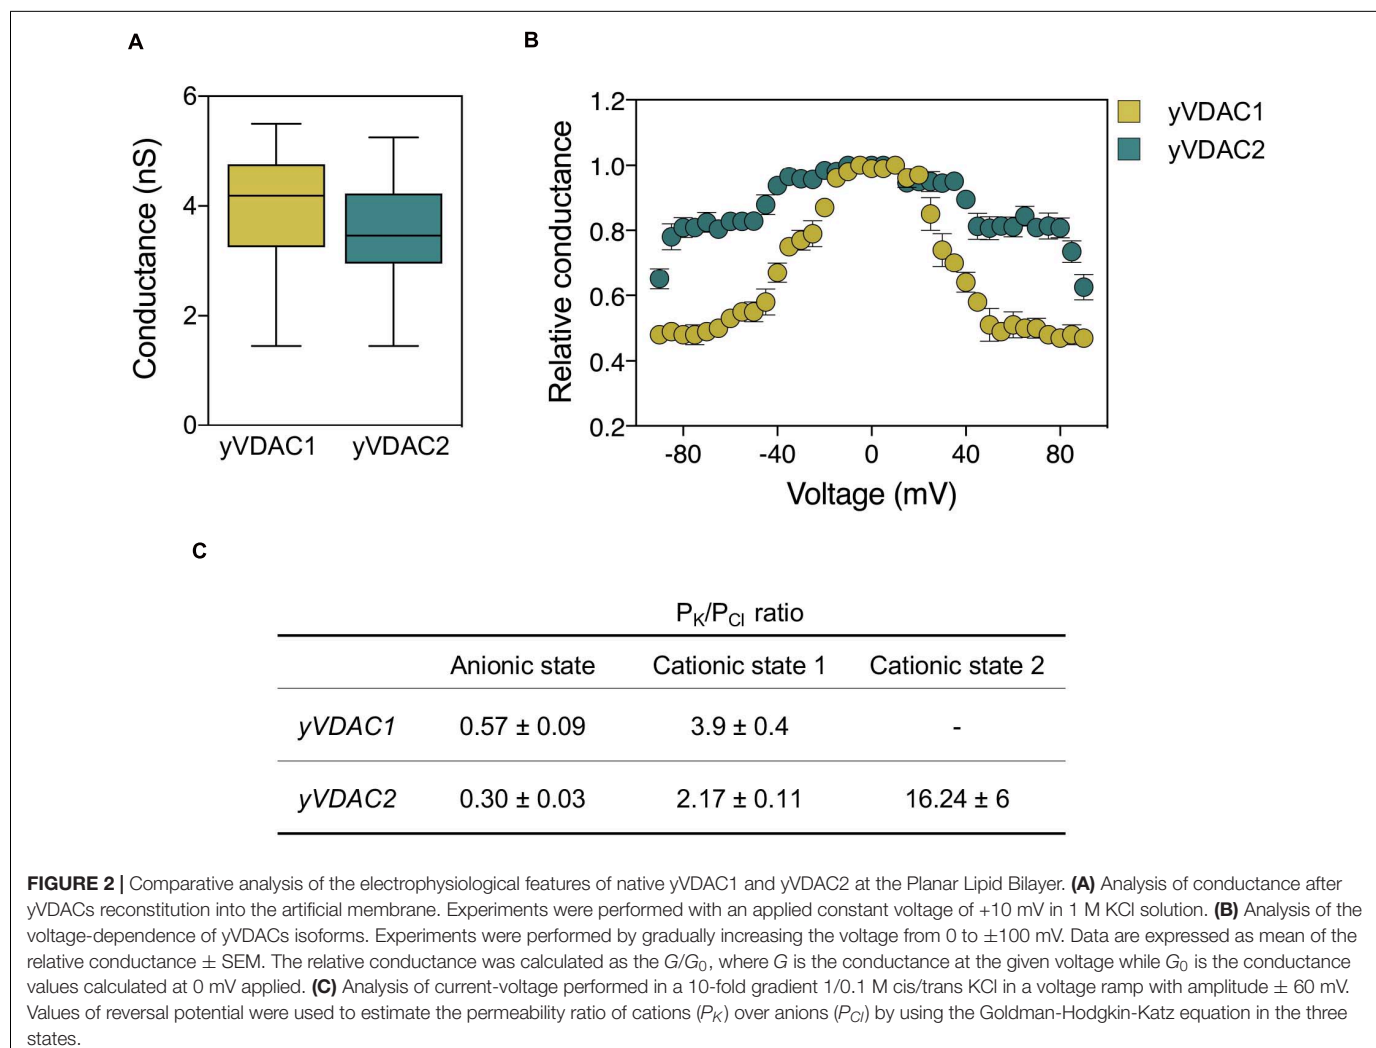 A
B
6
4
2
0
Conductance (nS)
yVDAC1
yVDAC2
1.2
1.0
0.8
0.6
0.4
0.2
Relative conductance
-80
-40
0
40
80
Voltage (mV)
yVDAC1
yVDAC2
C
PK/PCl ratio
Anionic state Cationic state 1 Cationic state 2
yVDAC1 0.57 ± 0.09 3.9 ± 0.4 -
yVDAC2 0.30 ± 0.03 2.17 ± 0.11 16.24 ± 6
FIGURE 2 | Comparative analysis of the electrophysiological features of native yVDAC1 and yVDAC2 at the Planar Lipid Bilayer. (A) Analysis of conductance after
yVDACs reconstitution into the artificial membrane. Experiments were performed with an applied constant voltage of +10 mV in 1 M KCl solution. (B) Analysis of the
voltage-dependence of yVDACs isoforms. Experiments were performed by gradually increasing the voltage from 0 to ±100 mV. Data are expressed as mean of the
relative conductance ± SEM. The relative conductance was calculated as the G/G0, where G is the conductance at the given voltage while G0 is the conductance
values calculated at 0 mV applied. (C) Analysis of current-voltage performed in a 10-fold gradient 1/0.1 M cis/trans KCl in a voltage ramp with amplitude ± 60 mV.
Values of reversal potential were used to estimate the permeability ratio of cations (PK) over anions (PCl) by using the Goldman-Hodgkin-Katz equation in the three
states.